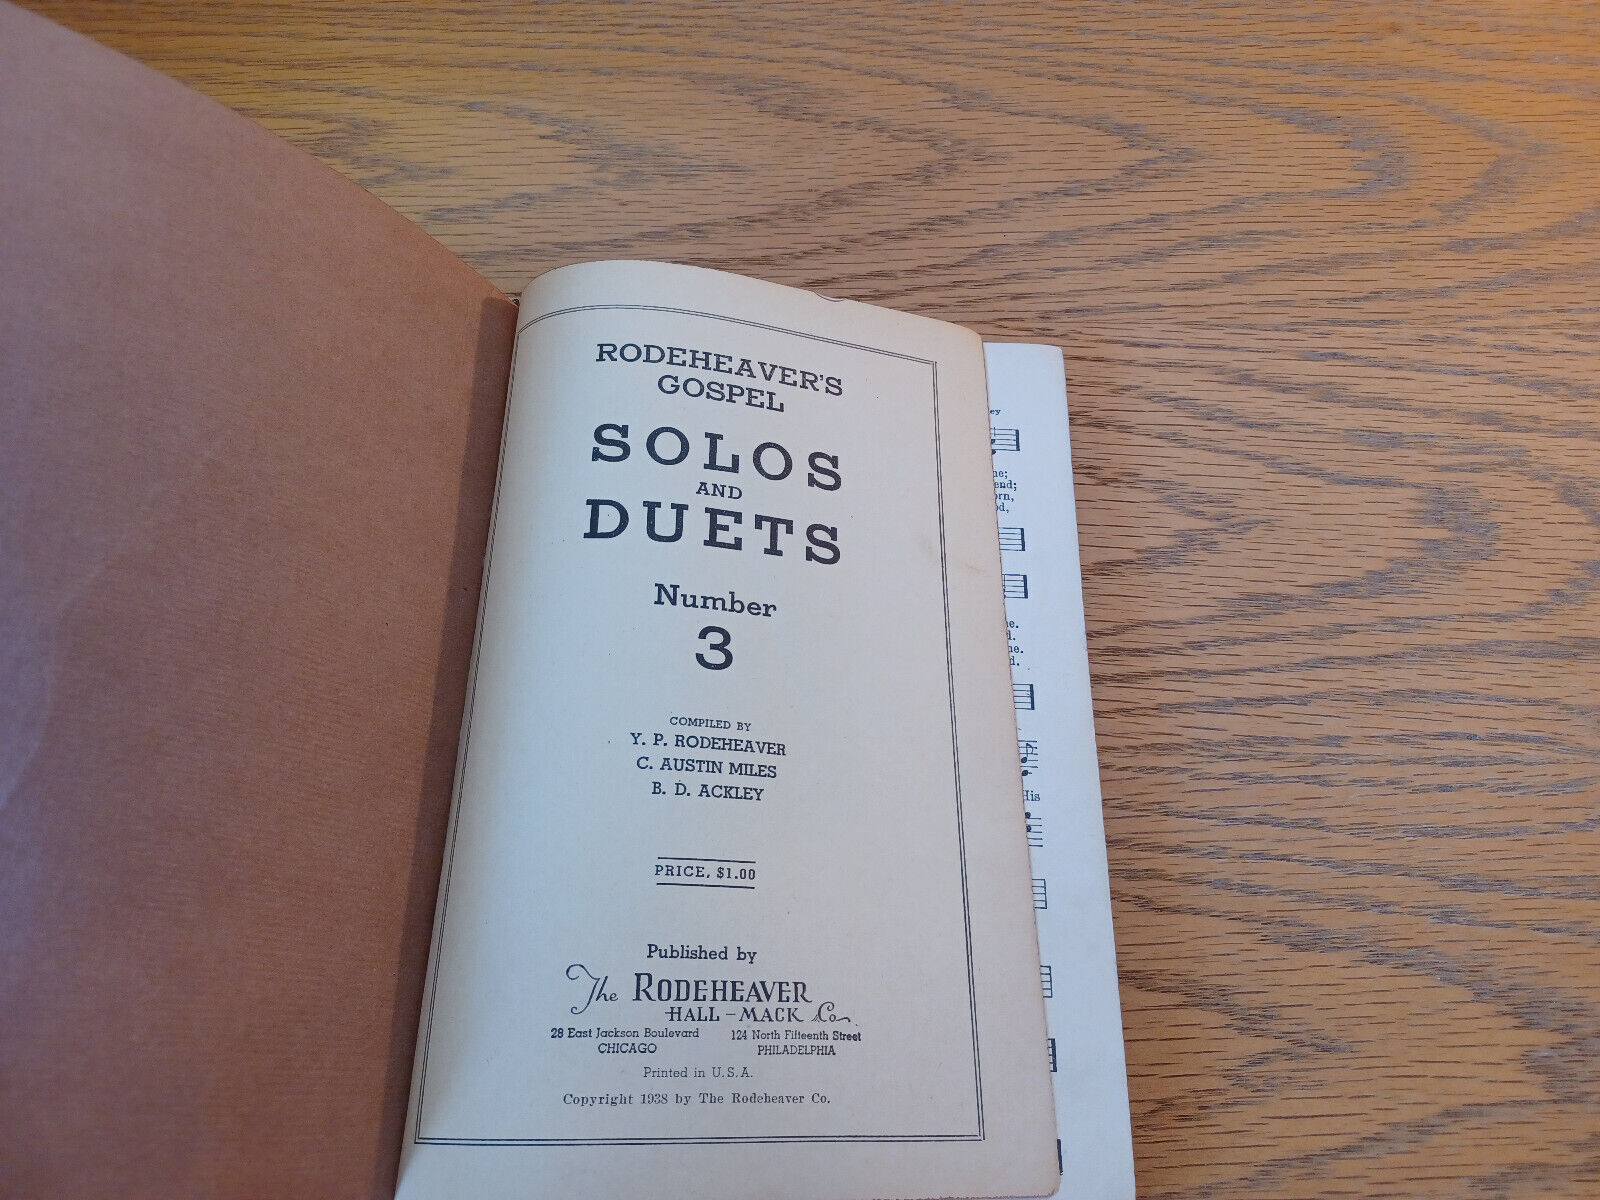 RODEHEAVER'S
GOSPEL
SOLOS
AND
DUETS
Number
3
COMPILED BY
Y. P. RODEHEAVER
C. AUSTIN MILES
B. D. ACKLEY
PRICE, $1.00
Published by
The RODEHEAVER
HALL-MACK Co.
28 East Jackson Boulevard 124 North Fifteenth Street
CHICAGO PHILADELPHIA
Printed in U.S.A.
Copyright 1938 by The Rodeheaver Co.
His